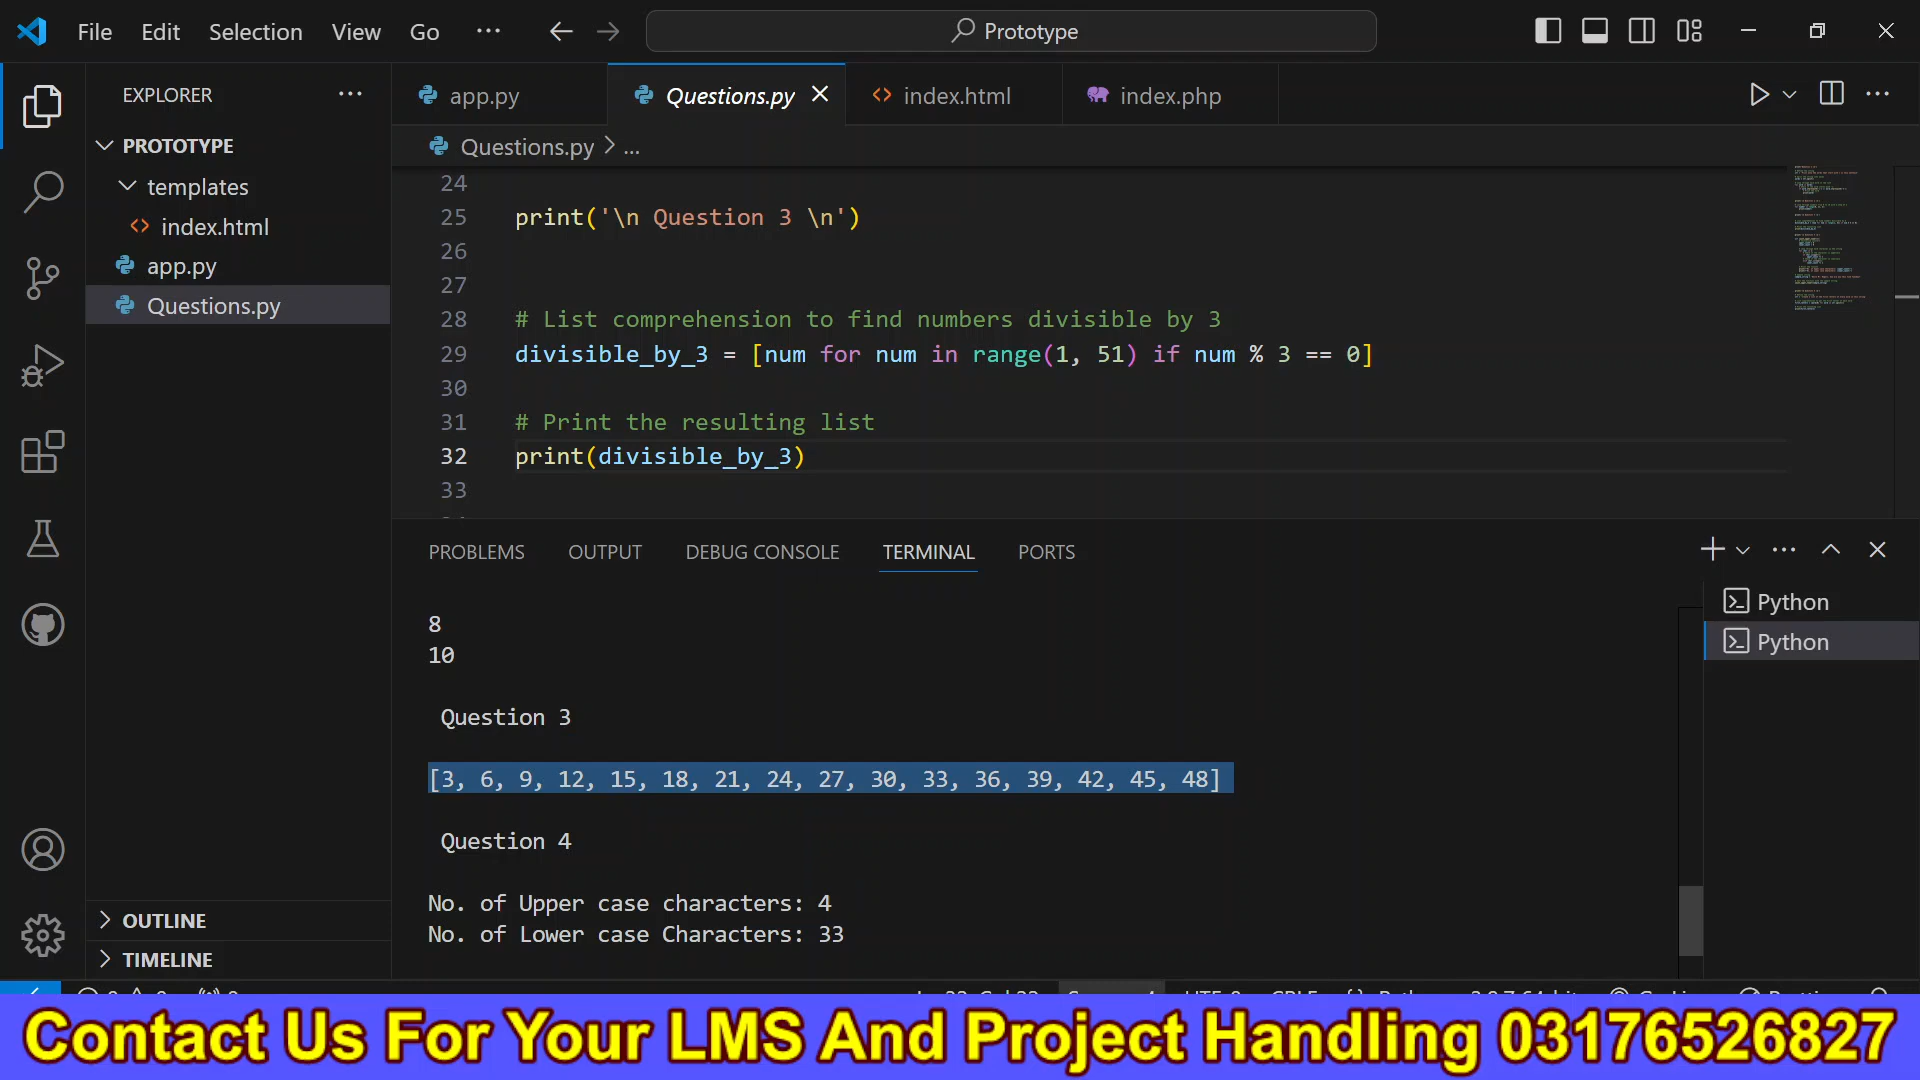 File Edit Selection View Go ... Prototype
EXPLORER ...
PROTOTYPE
templates
index.html
app.py
Questions.py
OUTLINE
TIMELINE
app.py Questions.py index.html index.php
Questions.py > ...
24
25 print('\n Question 3 \n')
26
27
28 # List comprehension to find numbers divisible by 3
29 divisible_by_3 = [num for num in range(1, 51) if num % 3 == 0]
30
31 # Print the resulting list
32 print(divisible_by_3)
33
PROBLEMS OUTPUT DEBUG CONSOLE TERMINAL PORTS
8
10
Question 3
[3, 6, 9, 12, 15, 18, 21, 24, 27, 30, 33, 36, 39, 42, 45, 48]
Question 4
No. of Upper case characters: 4
No. of Lower case Characters: 33
Python
Python
Contact Us For Your LMS And Project Handling 03176526827